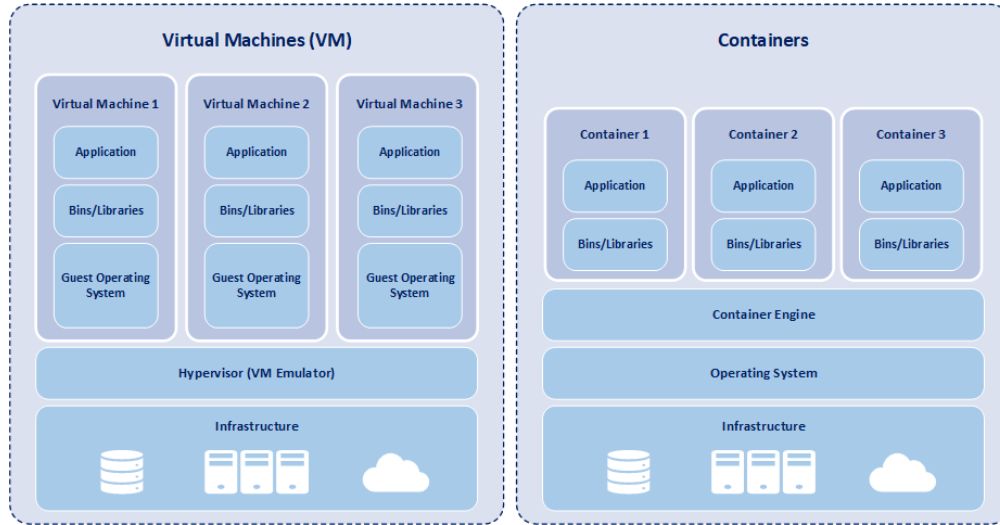 Virtual Machines (VM)
Virtual Machine 1
Application
Bins/Libraries
Guest Operating
System
Virtual Machine 2
Application
Bins/Libraries
Guest Operating
System
Virtual Machine 3
Application
Bins/Libraries
Guest Operating
System
Hypervisor (VM Emulator)
Infrastructure
Containers
Container 1
Application
Bins/Libraries
Container 2
Application
Bins/Libraries
Container 3
Application
Bins/Libraries
Container Engine
Operating System
Infrastructure